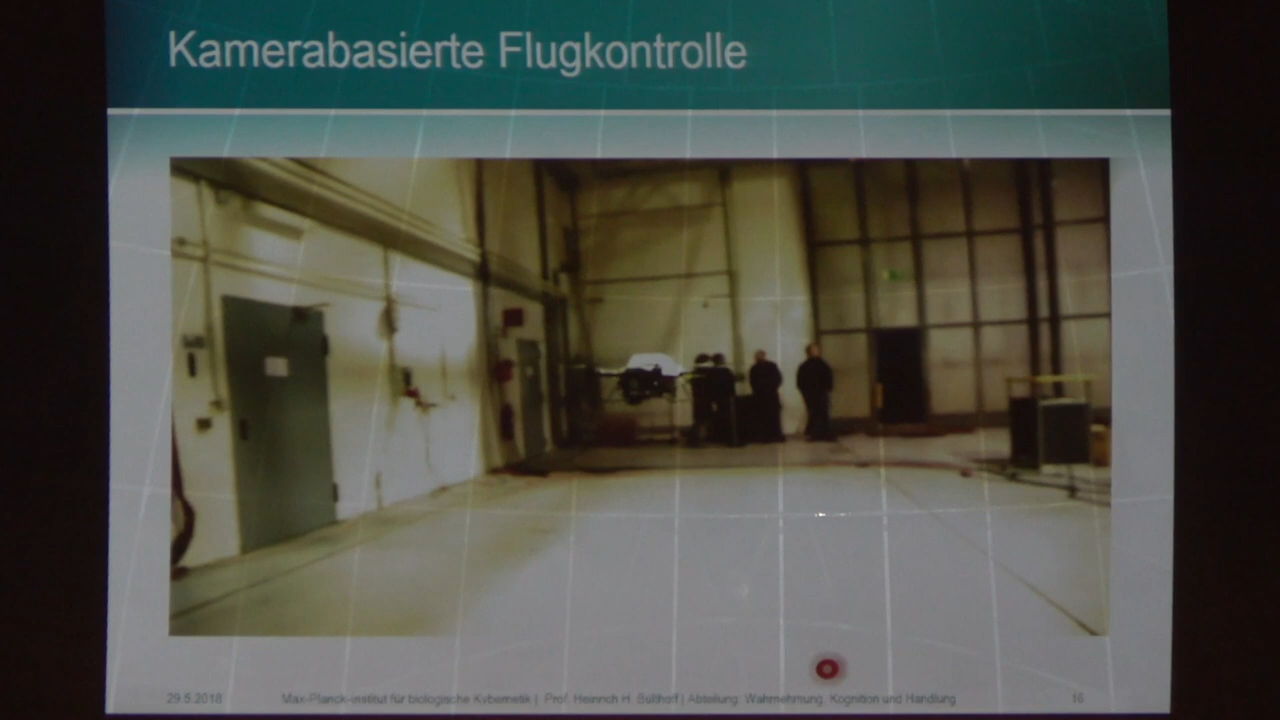 Kamerabasierte Flugkontrolle
29.5.2018 Max-Planck-Institut für biologische Kybernetik | Prof. Heinrich H. Bülthoff | Abteilung: Wahrnehmung, Kognition und Handlung 16